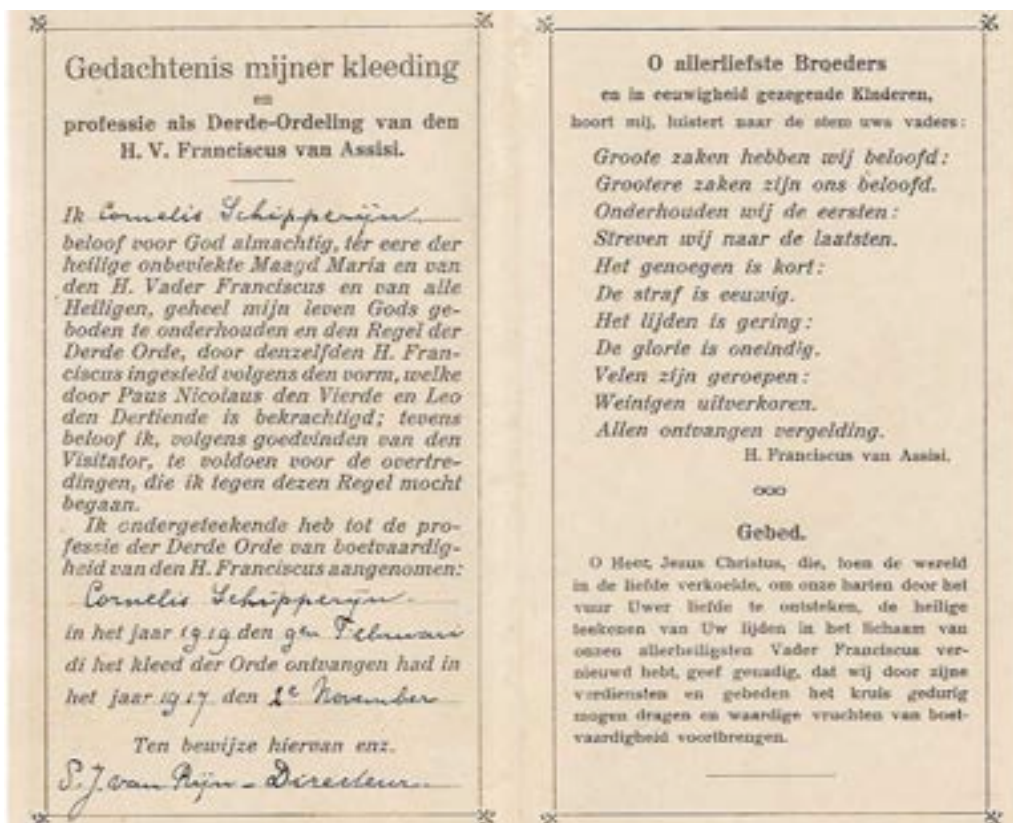 Gedachtenis mijner kleeding
en
professie als Derde-Ordeling van den
H. V. Franciscus van Assisi.
Ik Cornelis Schipperijn
beloof voor God almachtig, ter eere der
heilige onbevlekte Maagd Maria en van
den H. Vader Franciscus en van alle
Heiligen, geheel mijn leven Gods ge-
boden te onderhouden en den Regel der
Derde Orde, door denzelfden H. Fran-
ciscus ingesteld volgens den vorm, welke
door Paus Nicolaus den Vierde en Leo
den Dertiende is bekrachtigd; tevens
beloof ik, volgens goedvinden van den
Visitator, te voldoen voor de overtre-
dingen, die ik tegen dezen Regel mocht
begaan.
Ik ondergeteekende heb tot de pro-
fessie der Derde Orde van boetvaardig-
heid van den H. Franciscus aangenomen:
Cornelis Schipperijn
in het jaar 1919 den 9en Februari
di het kleed der Orde ontvangen had in
het jaar 1917 den 2e November
Ten bewijze hiervan enz.
S. J. van Rijn - Directeur
O allerliefste Broeders
en in eeuwigheid gezegende Kinderen,
hoort mij, luistert naar de stem uws vaders:
Groote zaken hebben wij beloofd:
Grootere zaken zijn ons beloofd.
Onderhouden wij de eersten:
Streven wij naar de laatsten.
Het genoegen is kort:
De straf is eeuwig.
Het lijden is gering:
De glorie is oneindig.
Velen zijn geroepen:
Weinigen uitverkoren.
Allen ontvangen vergelding.
H. Franciscus van Assisi.
Gebed.
O Heer, Jesus Christus, die, toen de wereld
in de liefde verkoelde, om onze harten door het
vuur Uwer liefde te ontsteken, de heilige
teekenen van Uw lijden in het lichaam van
onzen allerheiligsten Vader Franciscus ver-
nieuwd hebt, geef genadig, dat wij door zijne
verdiensten en gebeden het kruis gedurig
mogen dragen en waardige vruchten van boet-
vaardigheid voortbrengen.